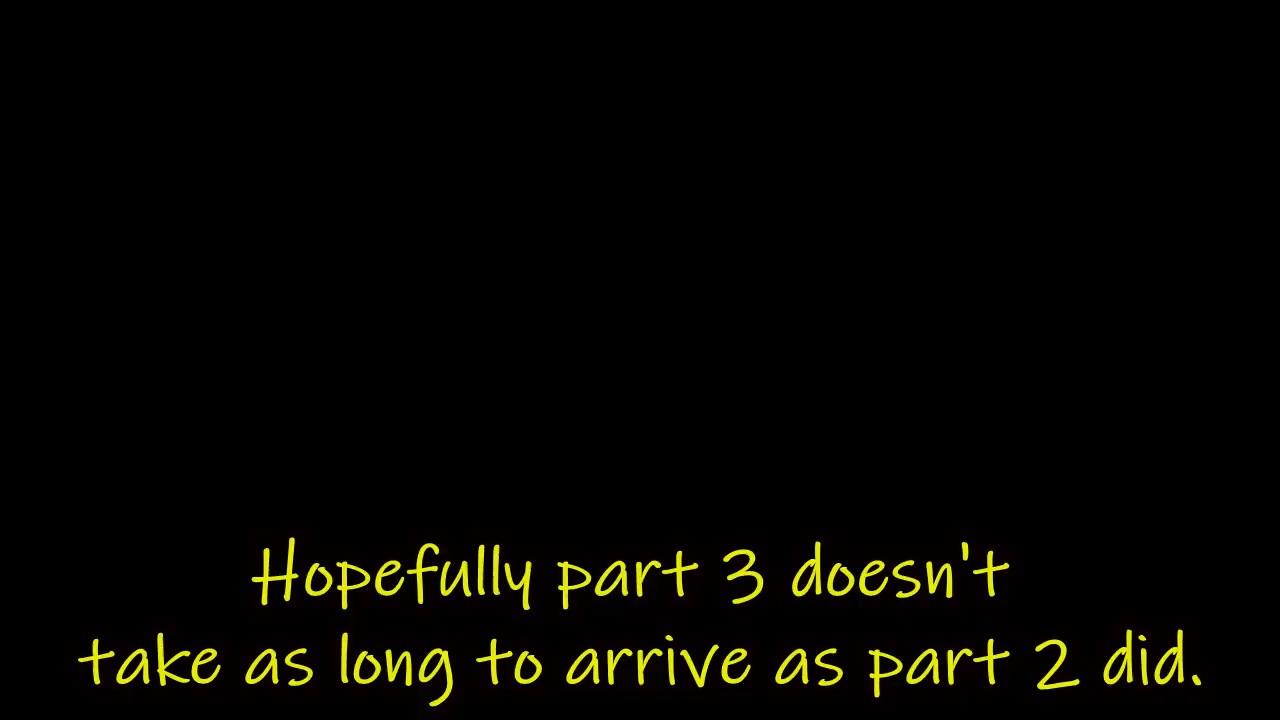 Hopefully part 3 doesn't
take as long to arrive as part 2 did.